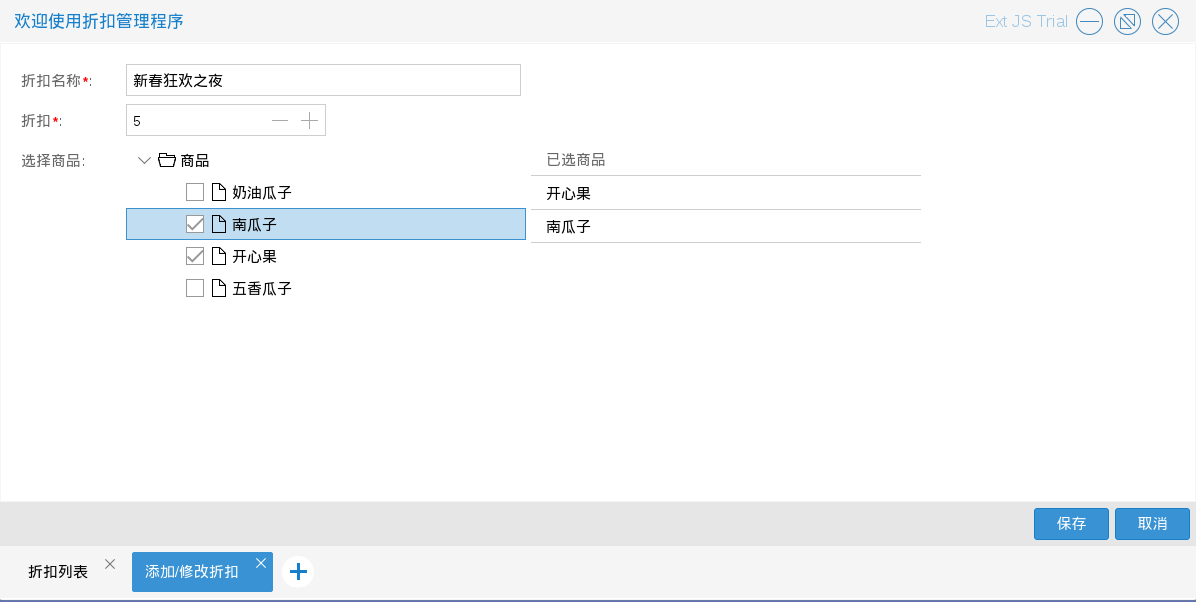 欢迎使用折扣管理程序
Ext JS Trial
折扣名称*:
新春狂欢之夜
折扣*:
5
选择商品:
商品
奶油瓜子
南瓜子
开心果
五香瓜子
已选商品
开心果
南瓜子
保存
取消
折扣列表
添加/修改折扣